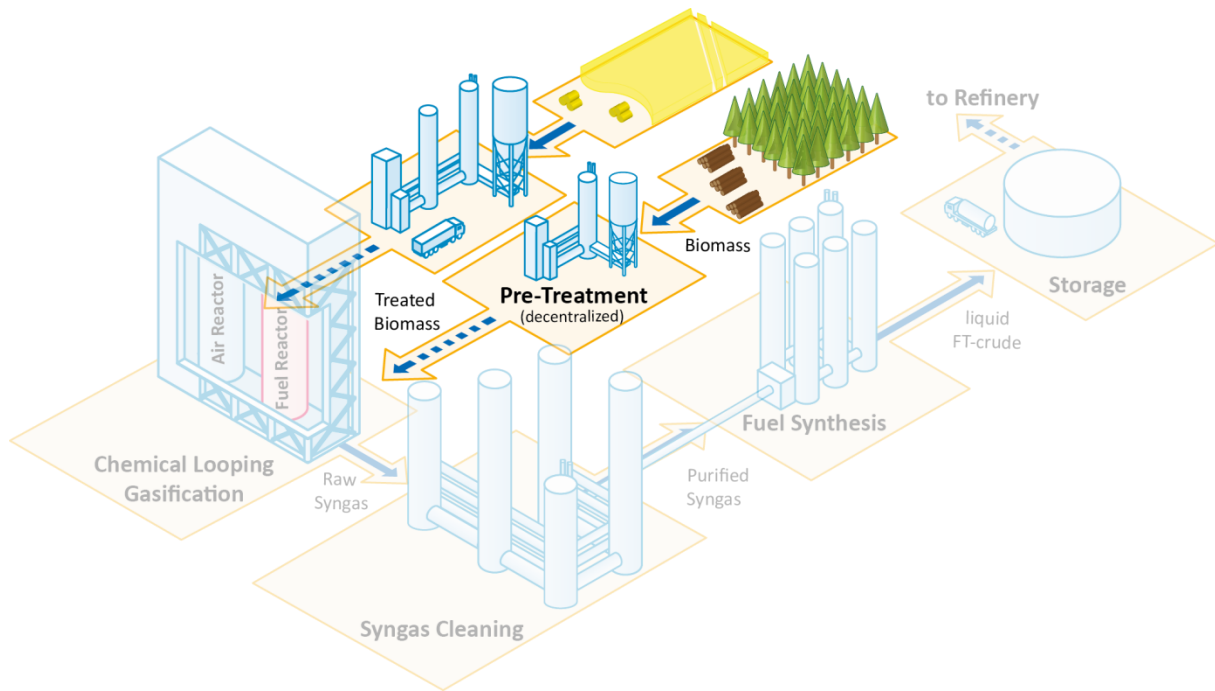 to Refinery
Biomass
Storage
Pre-Treatment
(decentralized)
Treated
Biomass
Air Reactor
Fuel Reactor
liquid
FT-crude
Fuel Synthesis
Chemical Looping
Gasification
Raw
Syngas
Purified
Syngas
Syngas Cleaning